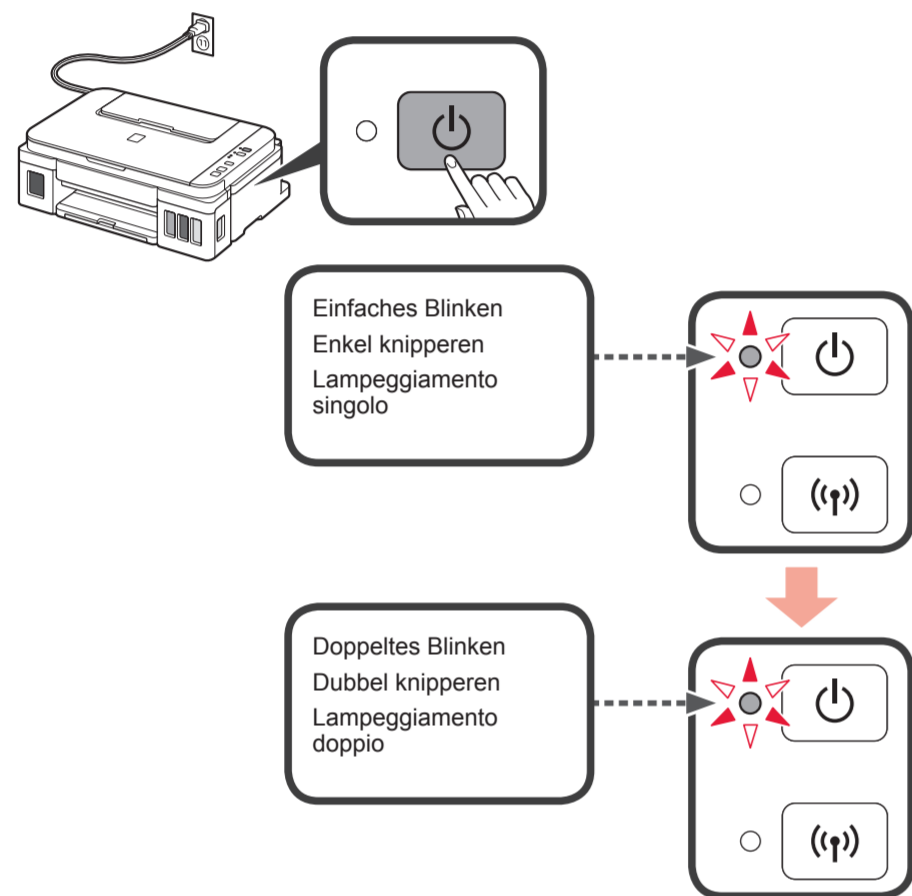 Einfaches Blinken
Enkel knipperen
Lampeggiamento
singolo
Doppeltes Blinken
Dubbel knipperen
Lampeggiamento
doppio